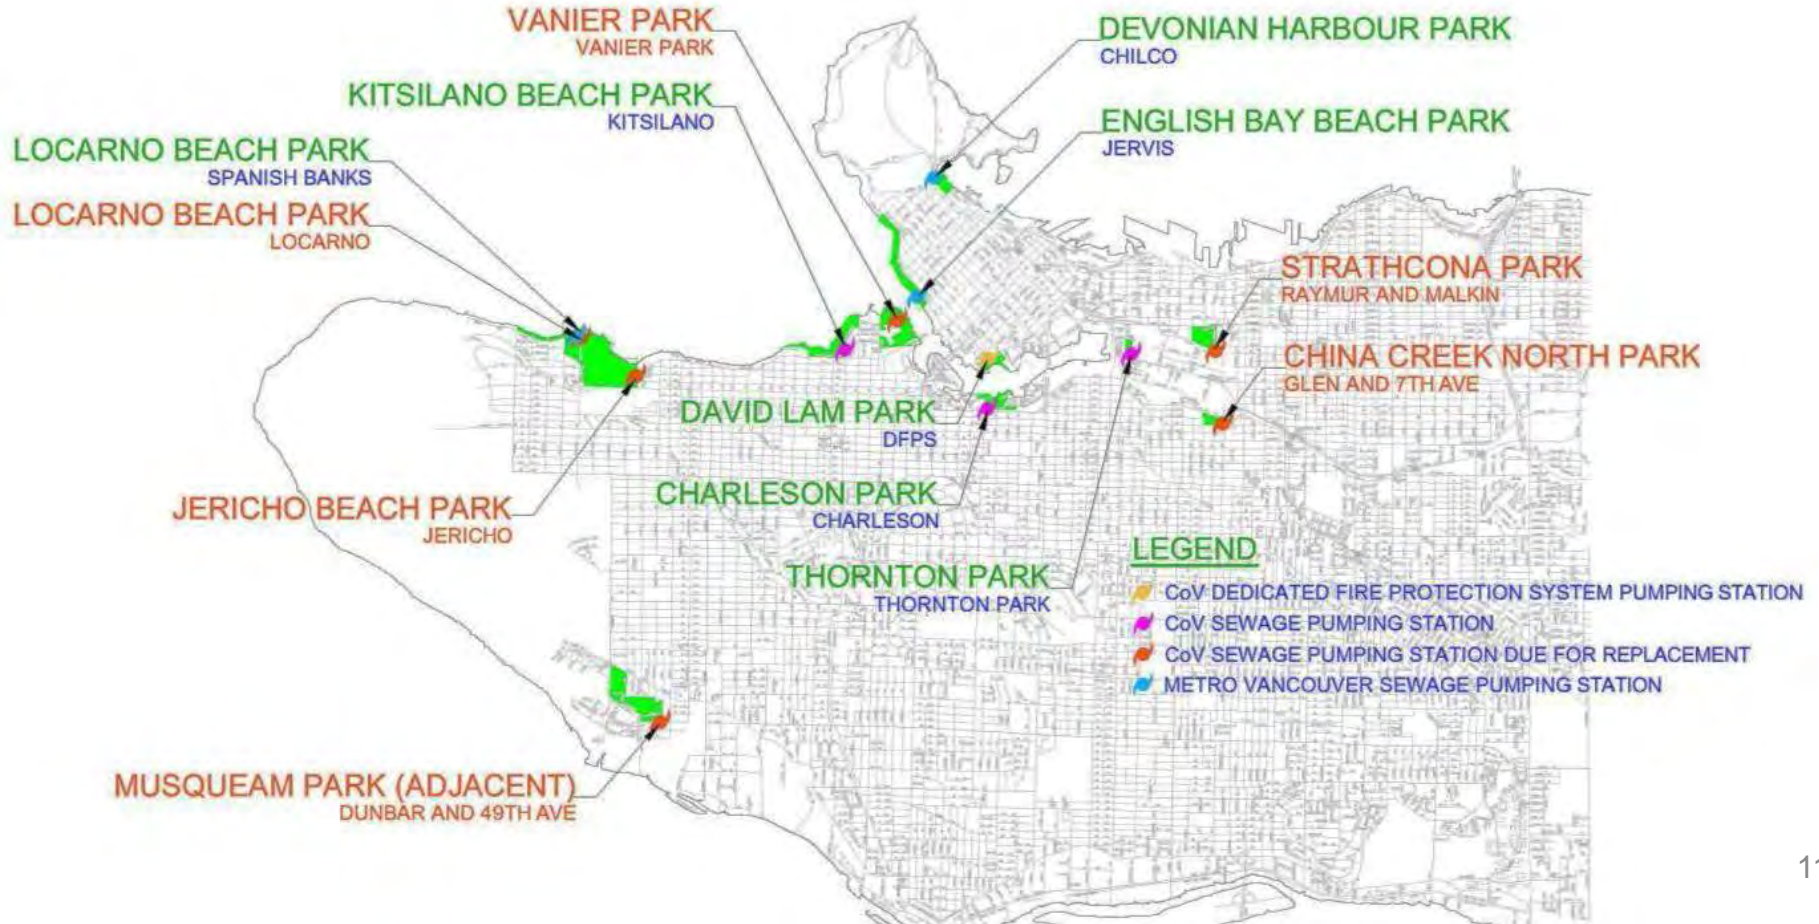 VANIER PARK
VANIER PARK
DEVONIAN HARBOUR PARK
CHILCO
KITSILANO BEACH PARK
KITSILANO
ENGLISH BAY BEACH PARK
JERVIS
LOCARNO BEACH PARK
SPANISH BANKS
LOCARNO BEACH PARK
LOCARNO
STRATHCONA PARK
RAYMUR AND MALKIN
CHINA CREEK NORTH PARK
GLEN AND 7TH AVE
DAVID LAM PARK
DFPS
JERICHO BEACH PARK
JERICHO
CHARLESON PARK
CHARLESON
THORNTON PARK
THORNTON PARK
LEGEND
CoV DEDICATED FIRE PROTECTION SYSTEM PUMPING STATION
CoV SEWAGE PUMPING STATION
CoV SEWAGE PUMPING STATION DUE FOR REPLACEMENT
METRO VANCOUVER SEWAGE PUMPING STATION
MUSQUEAM PARK (ADJACENT)
DUNBAR AND 49TH AVE